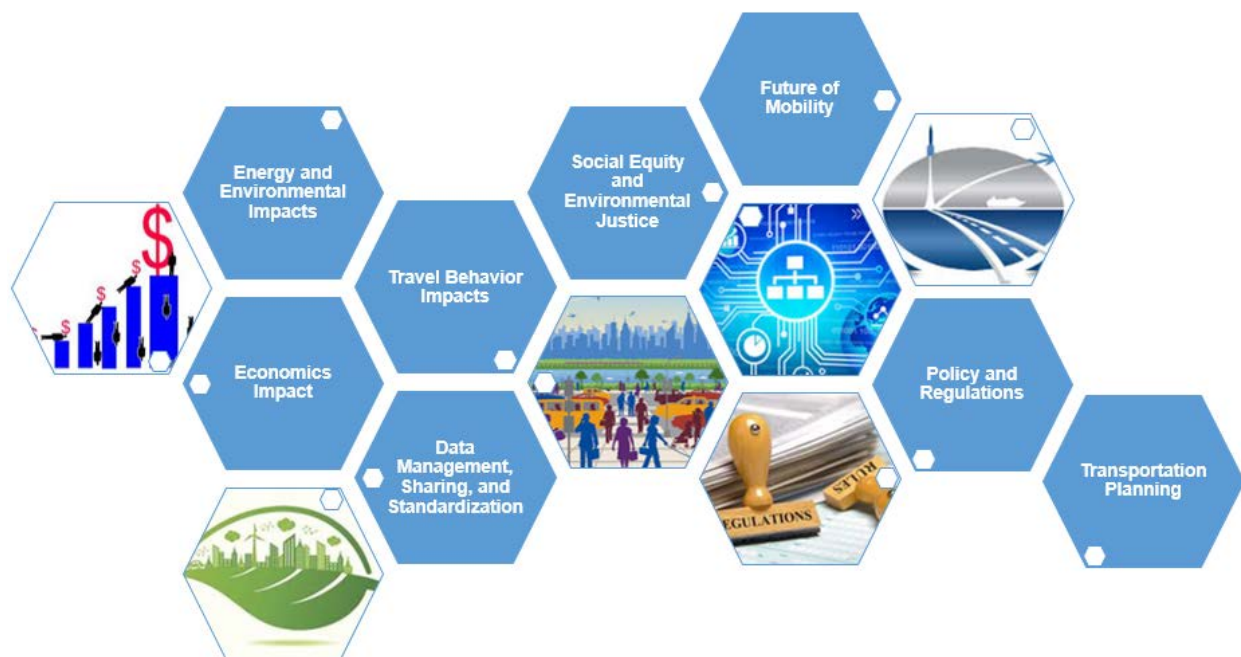 Future of
Mobility
Energy and
Environmental
Impacts
Social Equity
and
Environmental
Justice
Travel Behavior
Impacts
Economics
Impact
Policy and
Regulations
Data
Management,
Sharing, and
Standardization
Transportation
Planning
$
$
$
$
$
REGULATIONS
RULES